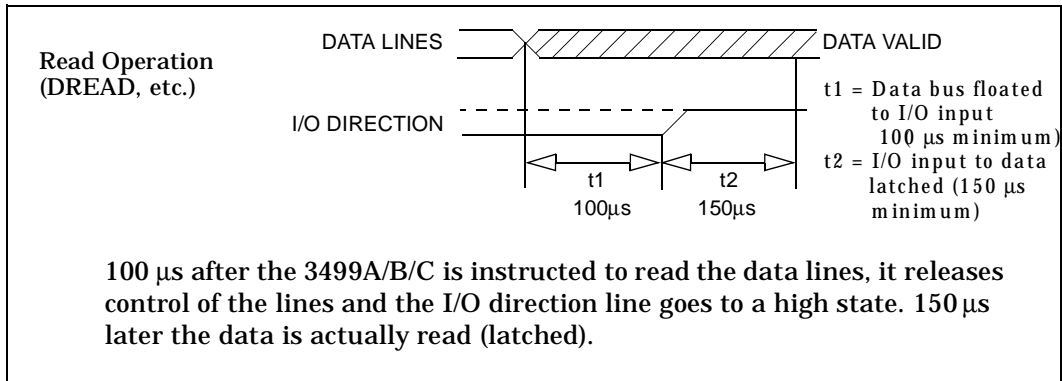 Read Operation
(DREAD, etc.)
DATA LINES
DATA VALID
I/O DIRECTION
t1
100µs
t2
150µs
t1 = Data bus floated
to I/O input
100 µs minimum)
t2 = I/O input to data
latched (150 µs
minimum)
100 µs after the 3499A/B/C is instructed to read the data lines, it releases
control of the lines and the I/O direction line goes to a high state. 150 µs
later the data is actually read (latched).